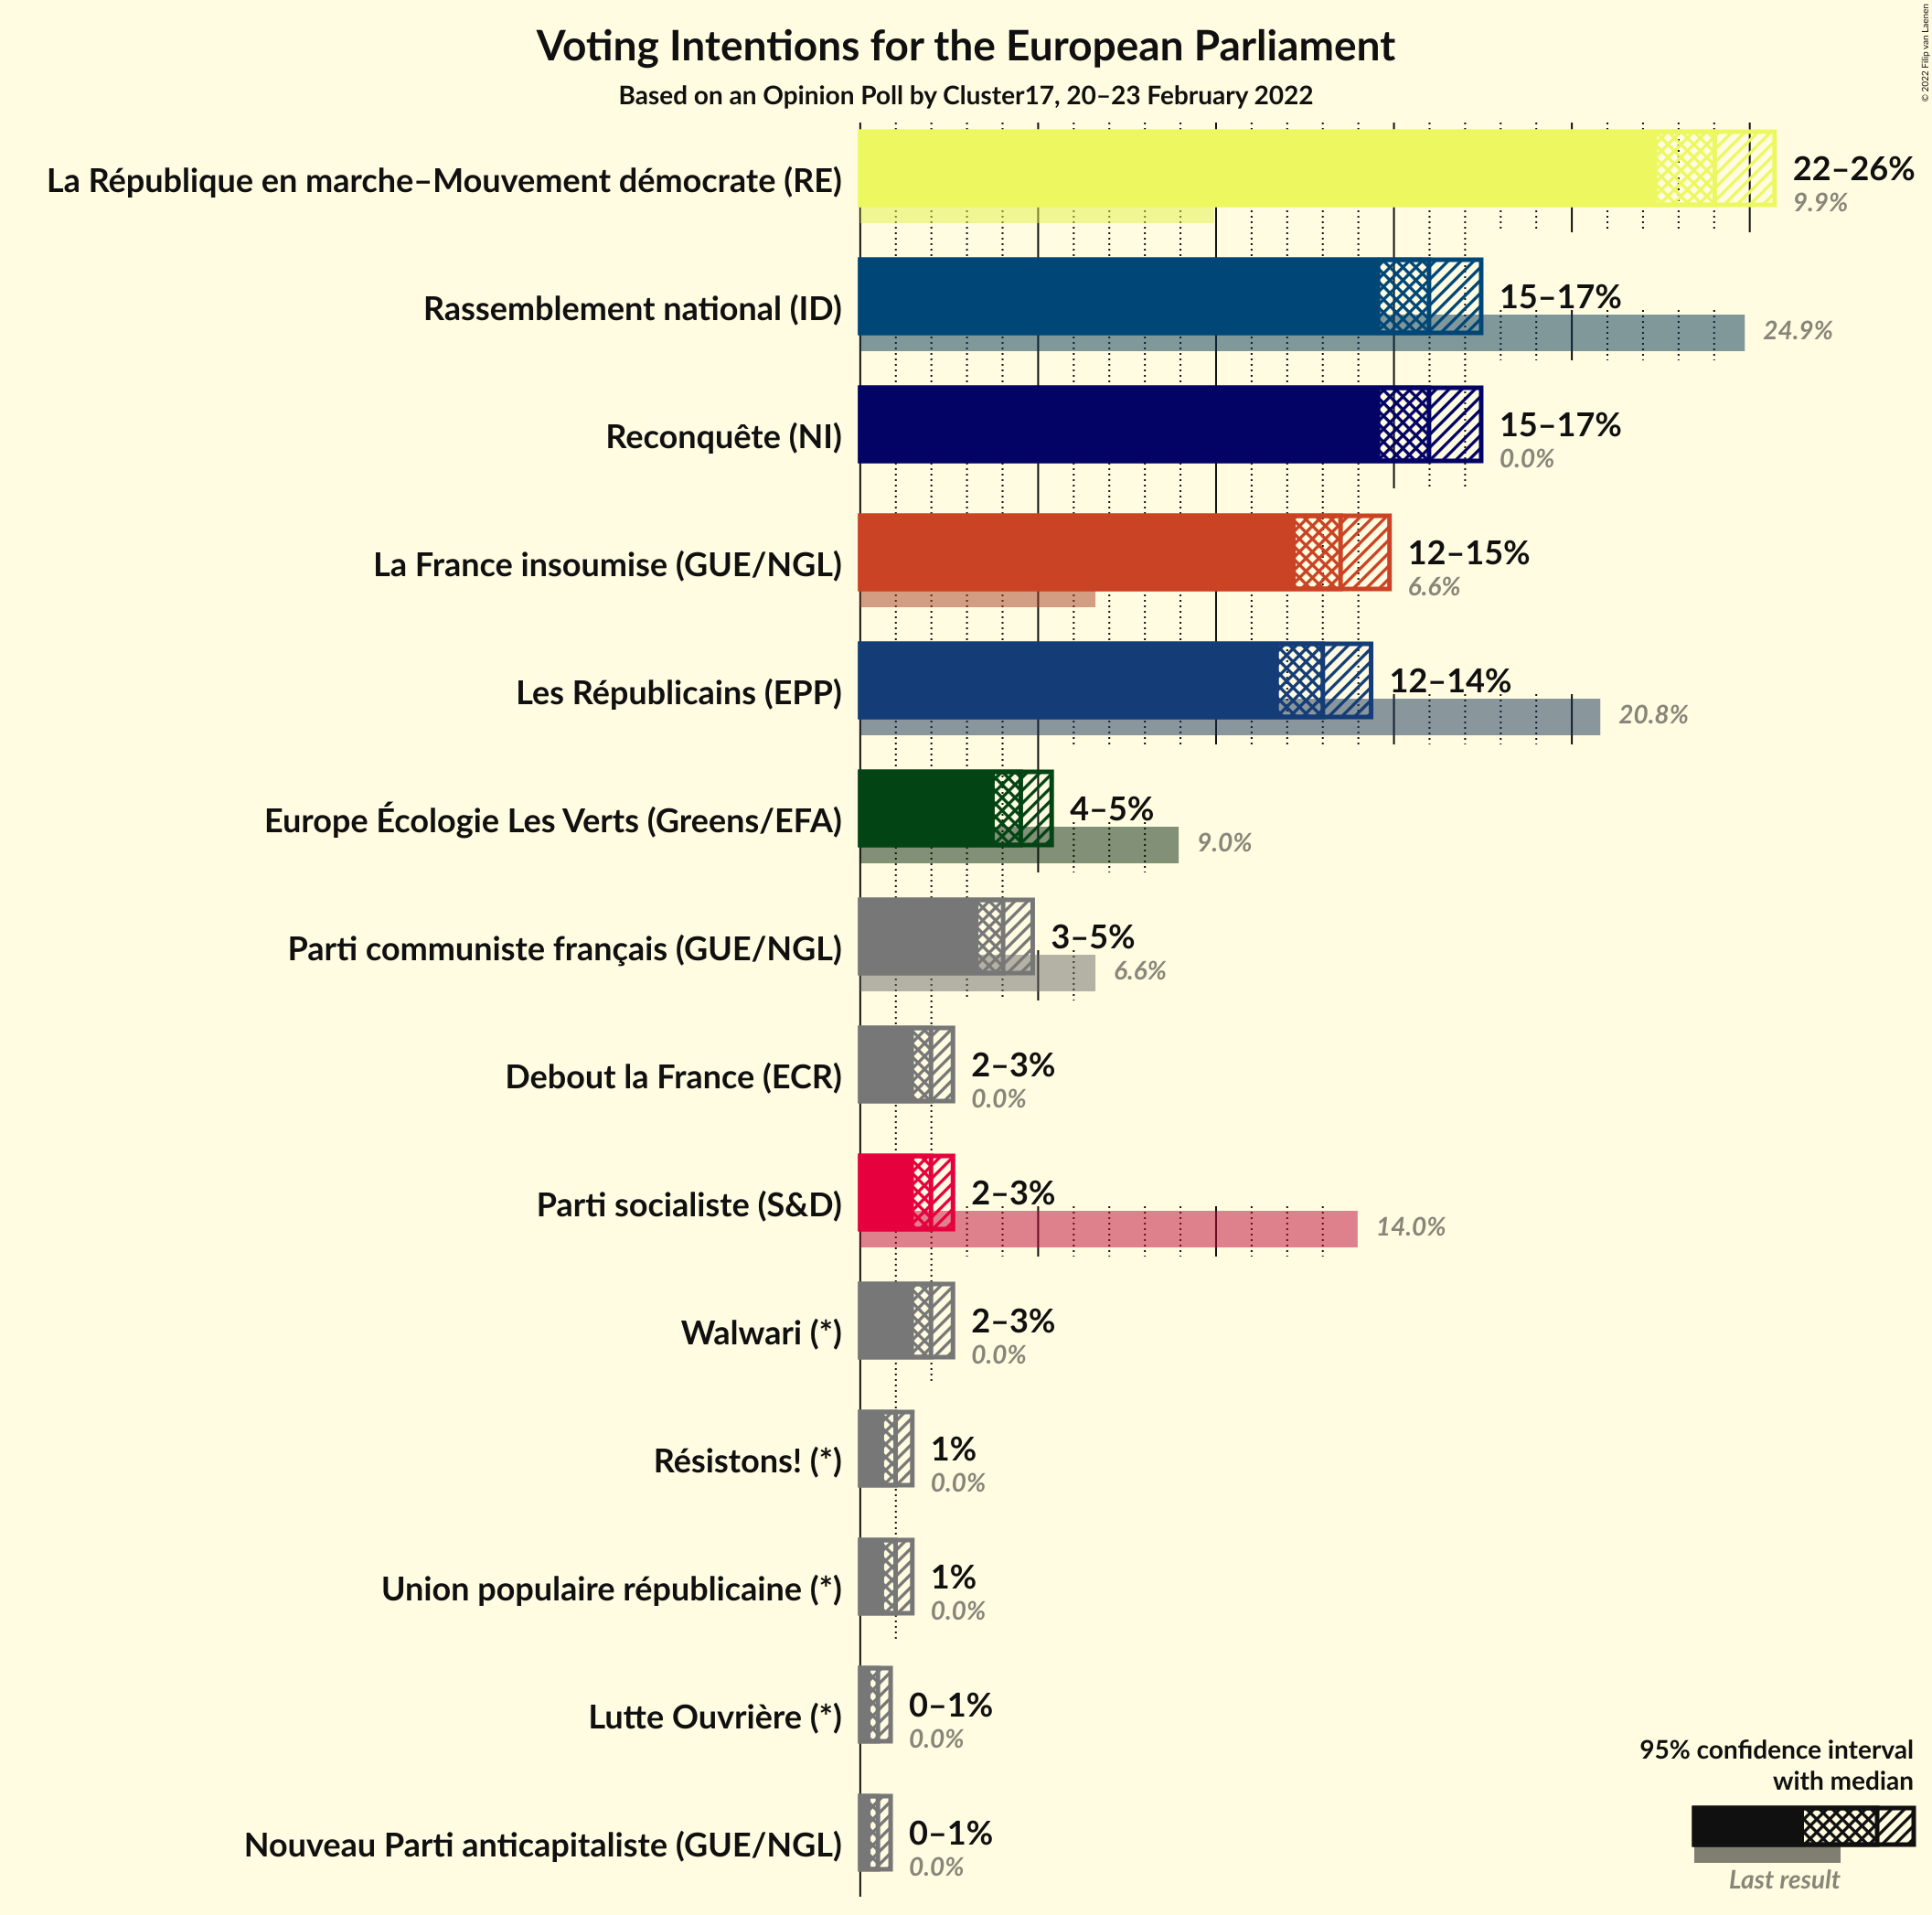 Voting Intentions for the European Parliament
Based on an Opinion Poll by Cluster17, 20–23 February 2022
© 2022 Filip van Laenen
La République en marche–Mouvement démocrate (RE)
22–26%
9.9%
Rassemblement national (ID)
15–17%
24.9%
Reconquête (NI)
15–17%
0.0%
La France insoumise (GUE/NGL)
12–15%
6.6%
Les Républicains (EPP)
12–14%
20.8%
Europe Écologie Les Verts (Greens/EFA)
4–5%
9.0%
Parti communiste français (GUE/NGL)
3–5%
6.6%
Debout la France (ECR)
2–3%
0.0%
Parti socialiste (S&D)
2–3%
14.0%
Walwari (*)
2–3%
0.0%
Résistons! (*)
1%
0.0%
Union populaire républicaine (*)
1%
0.0%
Lutte Ouvrière (*)
0–1%
0.0%
Nouveau Parti anticapitaliste (GUE/NGL)
0–1%
0.0%
95% confidence interval
with median
Last result